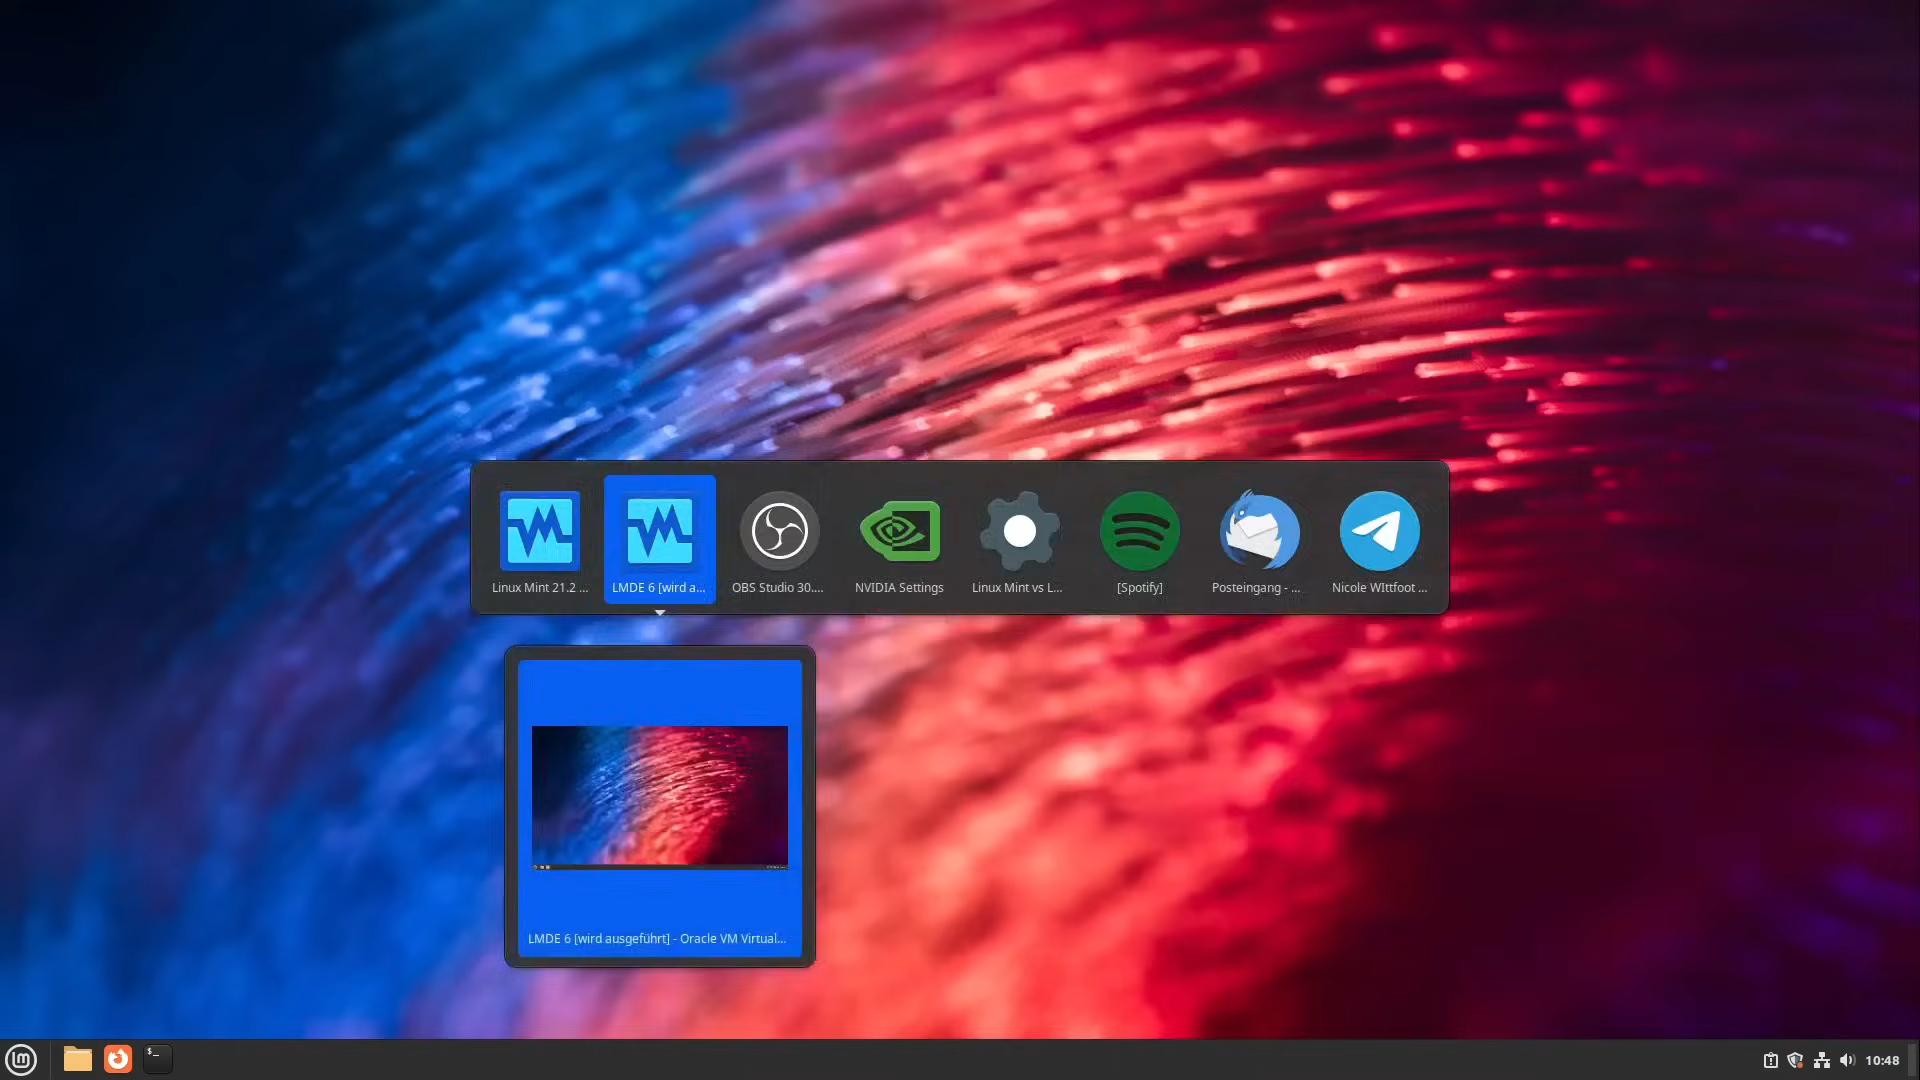 Linux Mint 21.2 ...
LMDE 6 [wird a...
OBS Studio 30....
NVIDIA Settings
Linux Mint vs L...
[Spotify]
Posteingang - ...
Nicole WIttfoot ...
LMDE 6 [wird ausgeführt] - Oracle VM Virtual...
$_
10:48